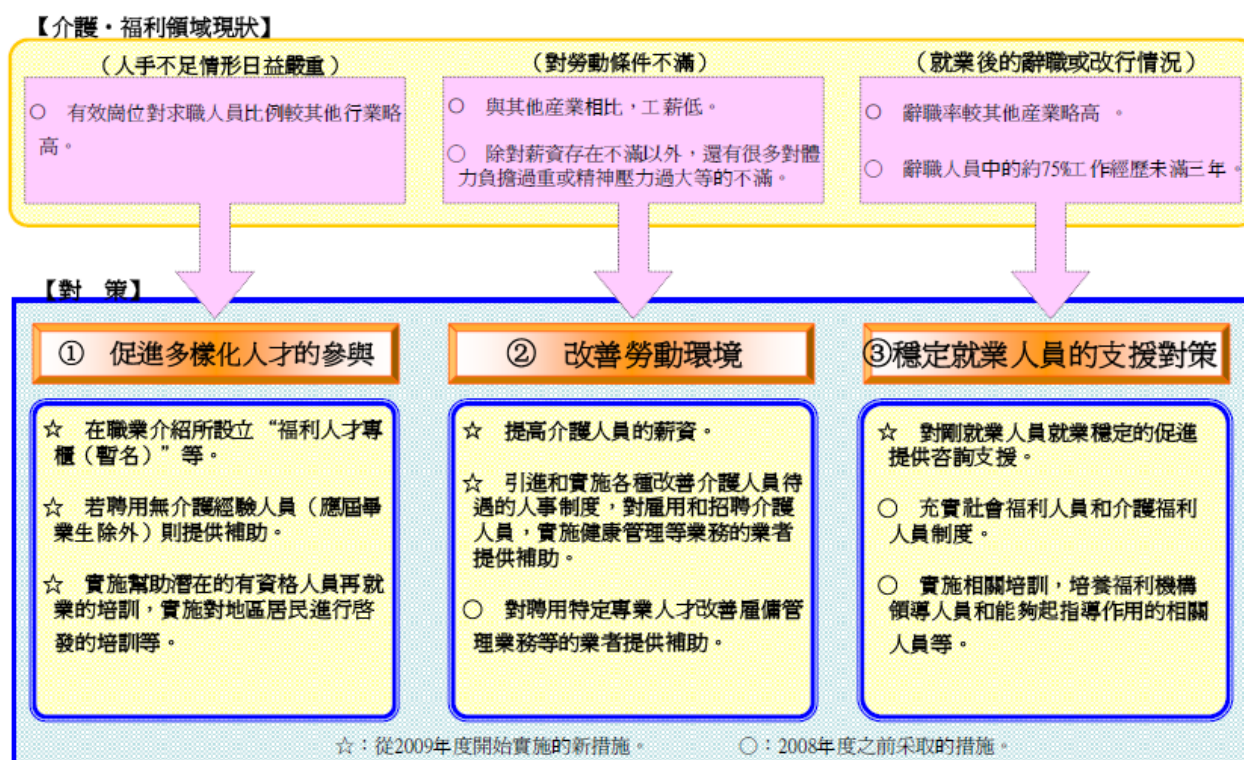 【介護・福利領域現狀】
（人手不足情形日益嚴重）
○ 有效崗位對求職人員比例較其他行業略
高。
（對勞動條件不滿）
○ 與其他産業相比，工薪低。
○ 除對薪資存在不滿以外，還有很多對體
力負擔過重或精神壓力過大等的不滿。
（就業後的辭職或改行情況）
○ 辭職率較其他産業略高 。
○ 辭職人員中的約75%工作經歷未滿三年。
【對 策】
① 促進多樣化人才的參與
☆ 在職業介紹所設立“福利人才專
櫃（暫名）”等。
☆ 若聘用無介護經驗人員（應屆畢
業生除外）則提供補助。
☆ 實施幫助潛在的有資格人員再就
業的培訓，實施對地區居民進行啓
發的培訓等。
② 改善勞動環境
☆ 提高介護人員的薪資。
☆ 引進和實施各種改善介護人員待
遇的人事制度，對雇用和招聘介護
人員，實施健康管理等業務的業者
提供補助。
○ 對聘用特定專業人才改善雇傭管
理業務等的業者提供補助。
③穩定就業人員的支援對策
☆ 對剛就業人員就業穩定的促進
提供咨詢支援。
○ 充實社會福利人員和介護福利
人員制度。
○ 實施相關培訓，培養福利機構
領導人員和能夠起指導作用的相關
人員等。
☆：從2009年度開始實施的新措施。 ○：2008年度之前采取的措施。